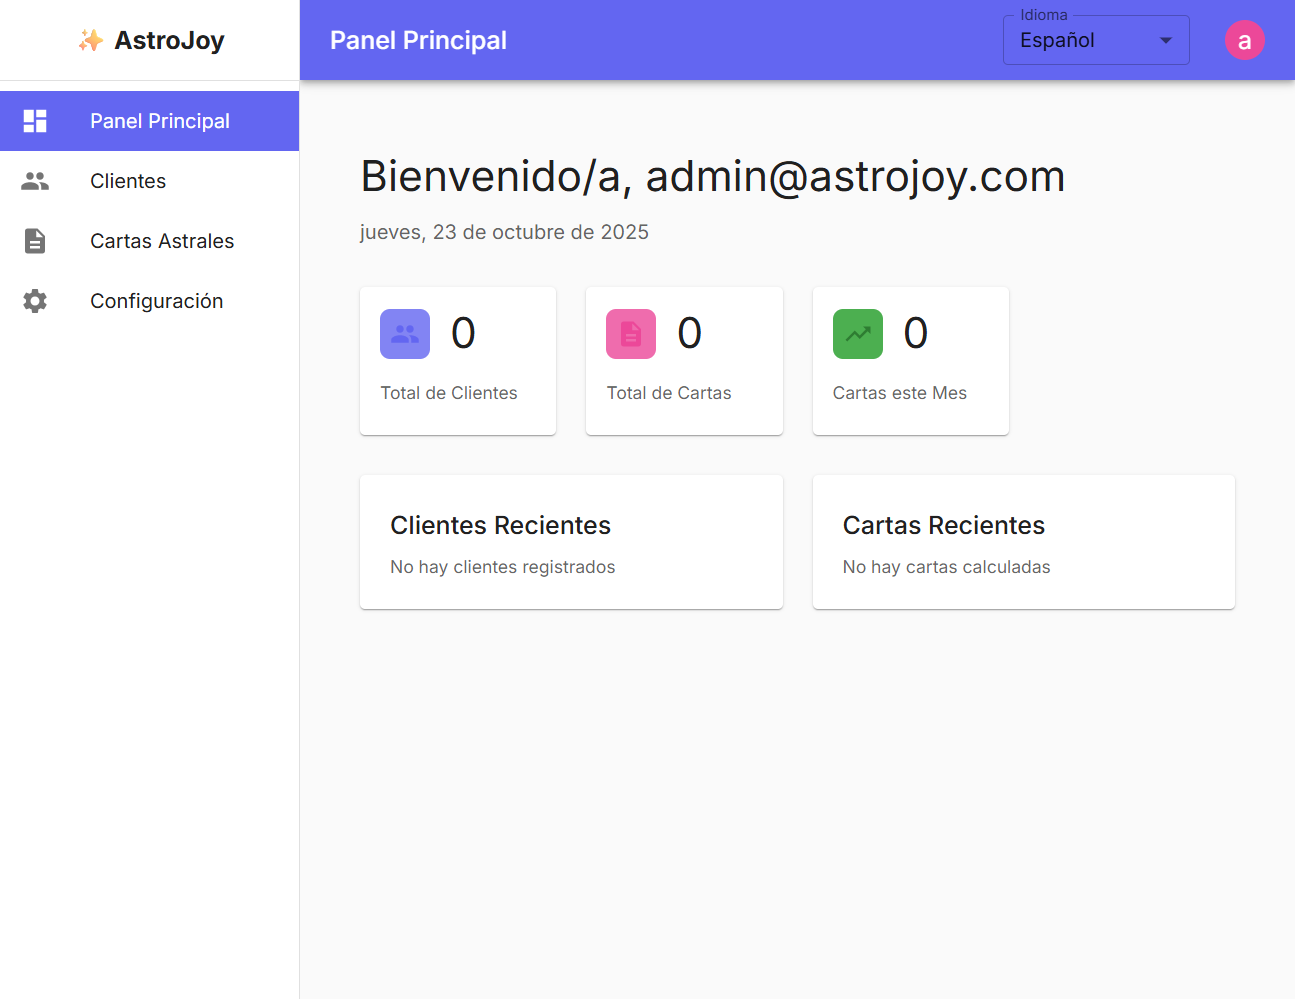 AstroJoy
Panel Principal
Clientes
Cartas Astrales
Configuración
Panel Principal
Idioma
Español
a
Bienvenido/a, admin@astrojoy.com
jueves, 23 de octubre de 2025
0
Total de Clientes
0
Total de Cartas
0
Cartas este Mes
Clientes Recientes
No hay clientes registrados
Cartas Recientes
No hay cartas calculadas